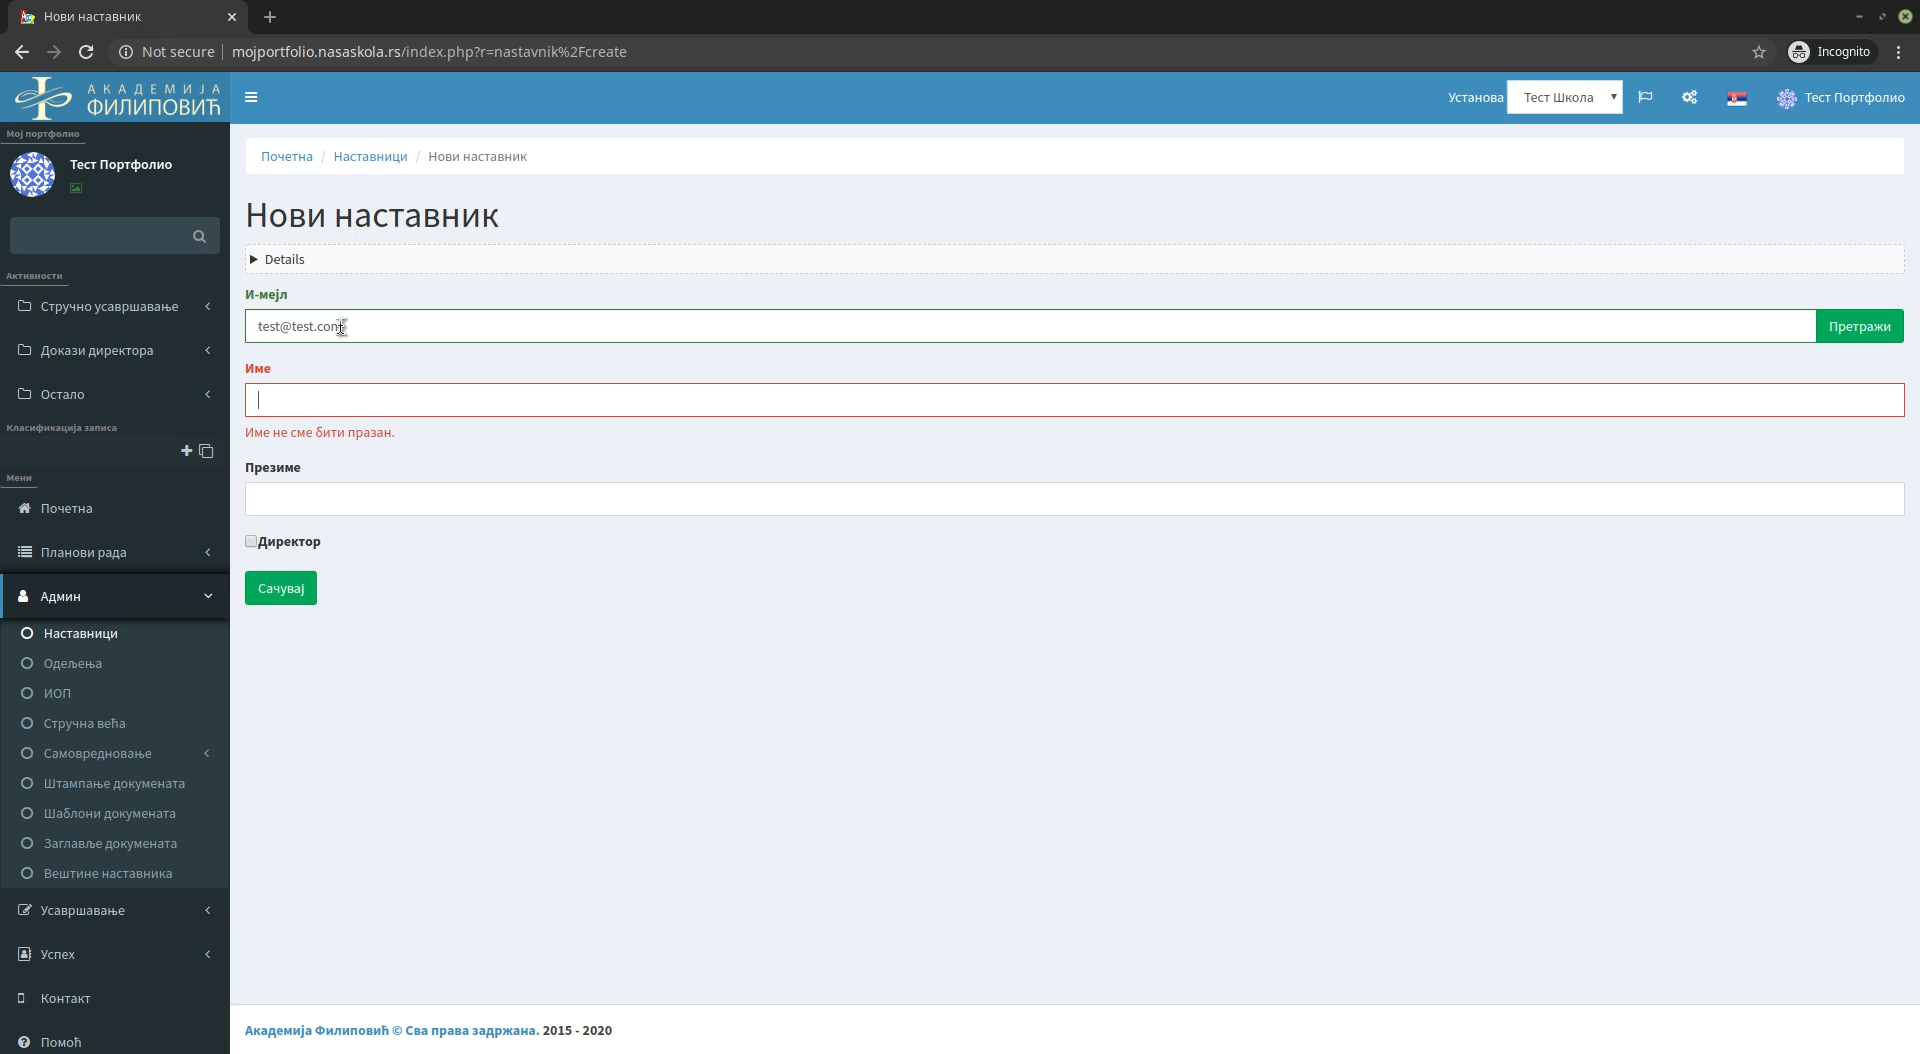 Нови наставник
Not secure
mojportfolio.nasaskola.rs/index.php?r=nastavnik%2Fcreate
Incognito
АКАДЕМИЈА
ФИЛИПОВИЋ
Установа
Тест Школа
Тест Портфолио
Мој портфолио
Тест Портфолио
Активности
Стручно усавршавање
Докази директора
Остало
Класификација записа
Мени
Почетна
Планови рада
Админ
Наставници
Одељења
ИОП
Стручна већа
Самовредновање
Штампање докумената
Шаблони докумената
Заглавље докумената
Вештине наставника
Усавршавање
Успех
Контакт
Помоћ
Почетна / Наставници / Нови наставник
Нови наставник
Details
И-мејл
test@test.com
Претражи
Име
Име не сме бити празан.
Презиме
Директор
Сачувај
Академија Филиповић © Сва права задржана. 2015 - 2020